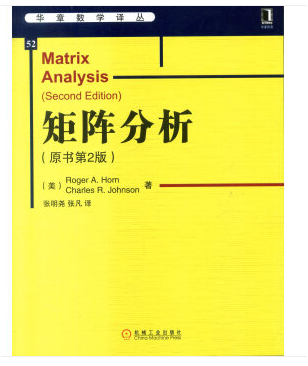 华章数学译丛
52
Matrix
Analysis
(Second Edition)
矩阵分析
(原书第2版)
(美) Roger A. Horn
Charles R. Johnson 著
张明尧 张凡 译
机械工业出版社
China Machine Press